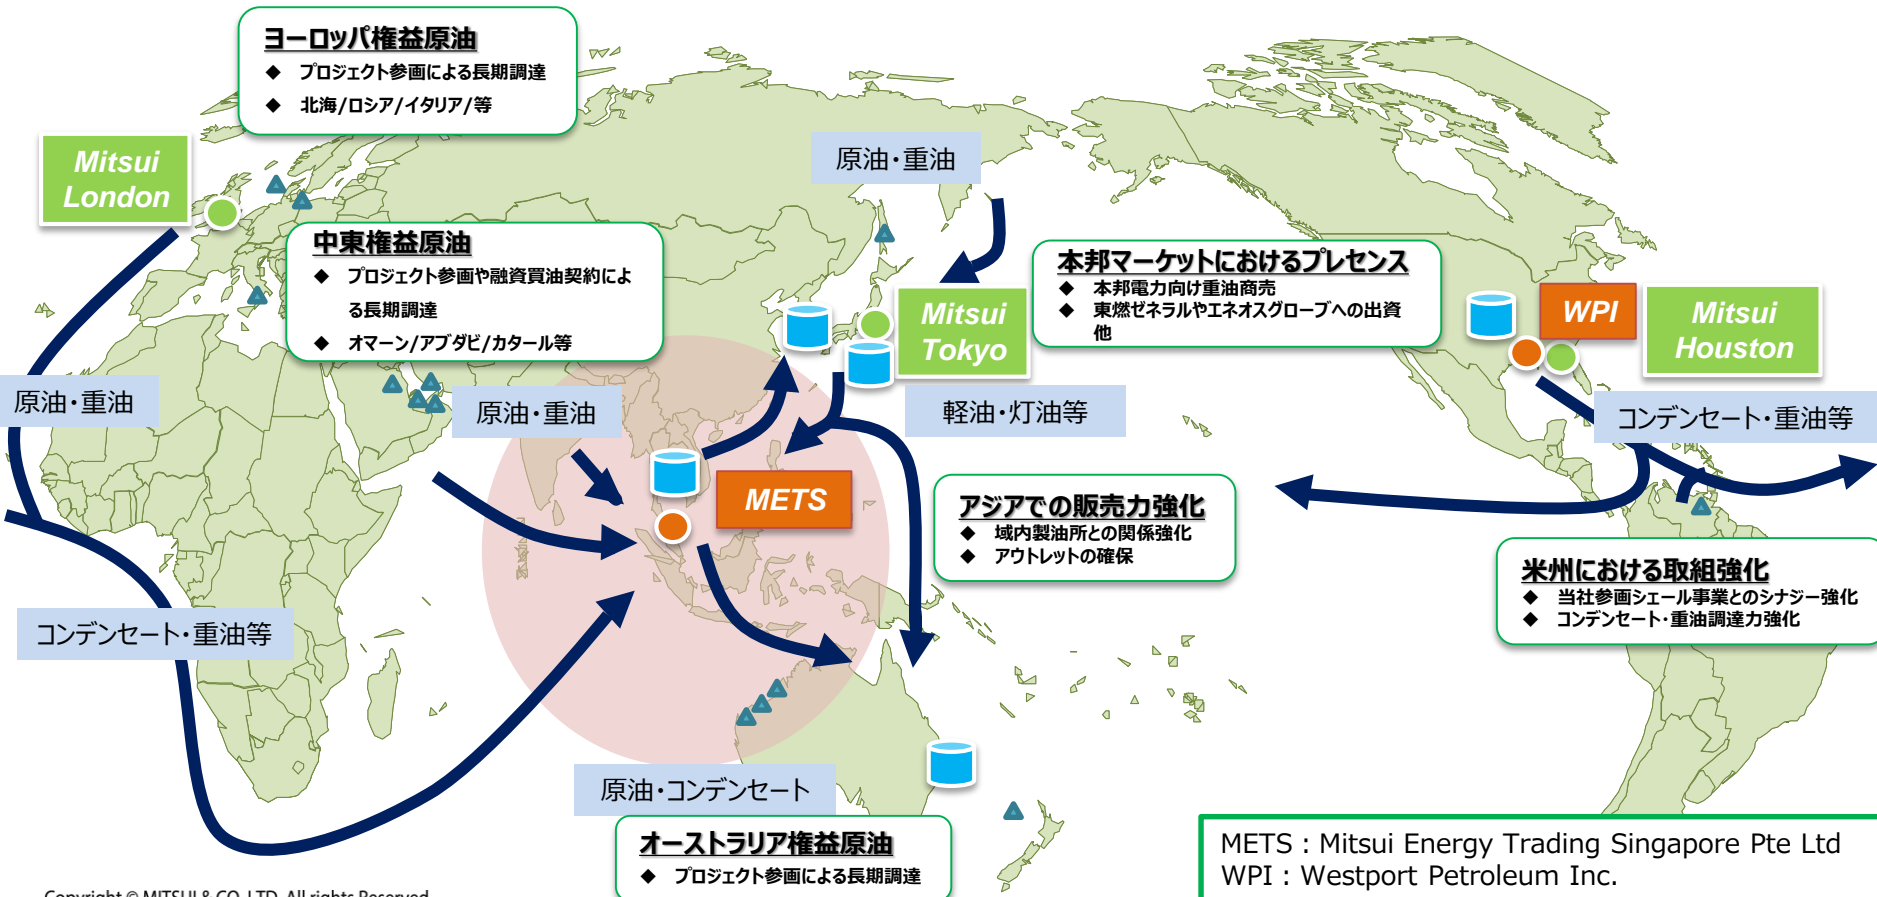 ヨーロッパ権益原油
◆ プロジェクト参画による長期調達
◆ 北海/ロシア/イタリア/等
Mitsui
London
原油・重油
中東権益原油
◆ プロジェクト参画や融資買油契約によ
る長期調達
◆ オマーン/アブダビ/カタール等
本邦マーケットにおけるプレセンス
◆ 本邦電力向け重油商売
◆ 東燃ゼネラルやエネオスグローブへの出資
他
Mitsui
Tokyo
WPI
Mitsui
Houston
原油・重油
原油・重油
軽油・灯油等
コンデンセート・重油等
METS
アジアでの販売力強化
◆ 域内製油所との関係強化
◆ アウトレットの確保
米州における取組強化
◆ 当社参画シェール事業とのシナジー強化
◆ コンデンセート・重油調達力強化
コンデンセート・重油等
原油・コンデンセート
オーストラリア権益原油
◆ プロジェクト参画による長期調達
METS : Mitsui Energy Trading Singapore Pte Ltd
WPI : Westport Petroleum Inc.
Copyright © MITSUI & CO., LTD. All rights Reserved